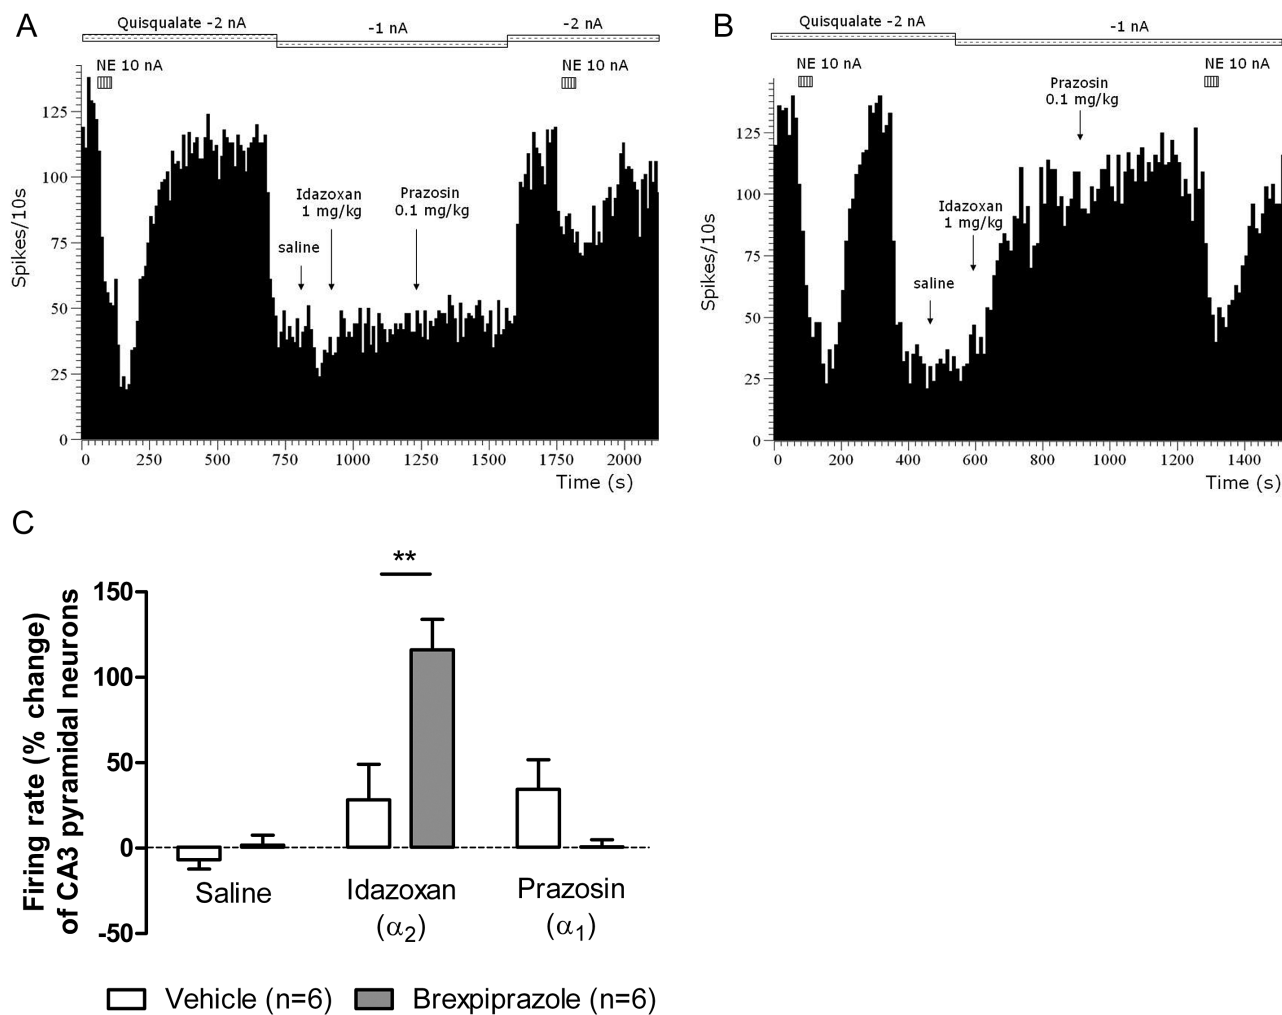 A
Quisqualate -2 nA
-1 nA
-2 nA
NE 10 nA
NE 10 nA
Idazoxan
1 mg/kg
Prazosin
0.1 mg/kg
saline
Spikes/10s
125
100
75
50
25
0
0 250 500 750 1000 1250 1500 1750 2000
Time (s)
B
Quisqualate -2 nA
-1 nA
NE 10 nA
NE 10 nA
Prazosin
0.1 mg/kg
Idazoxan
1 mg/kg
saline
Spikes/10s
125
100
75
50
25
0
0 200 400 600 800 1000 1200 1400
Time (s)
C
**
Firing rate (% change)
of CA3 pyramidal neurons
150
100
50
0
-50
Saline
Idazoxan
(α2)
Prazosin
(α1)
Vehicle (n=6) Brexpiprazole (n=6)